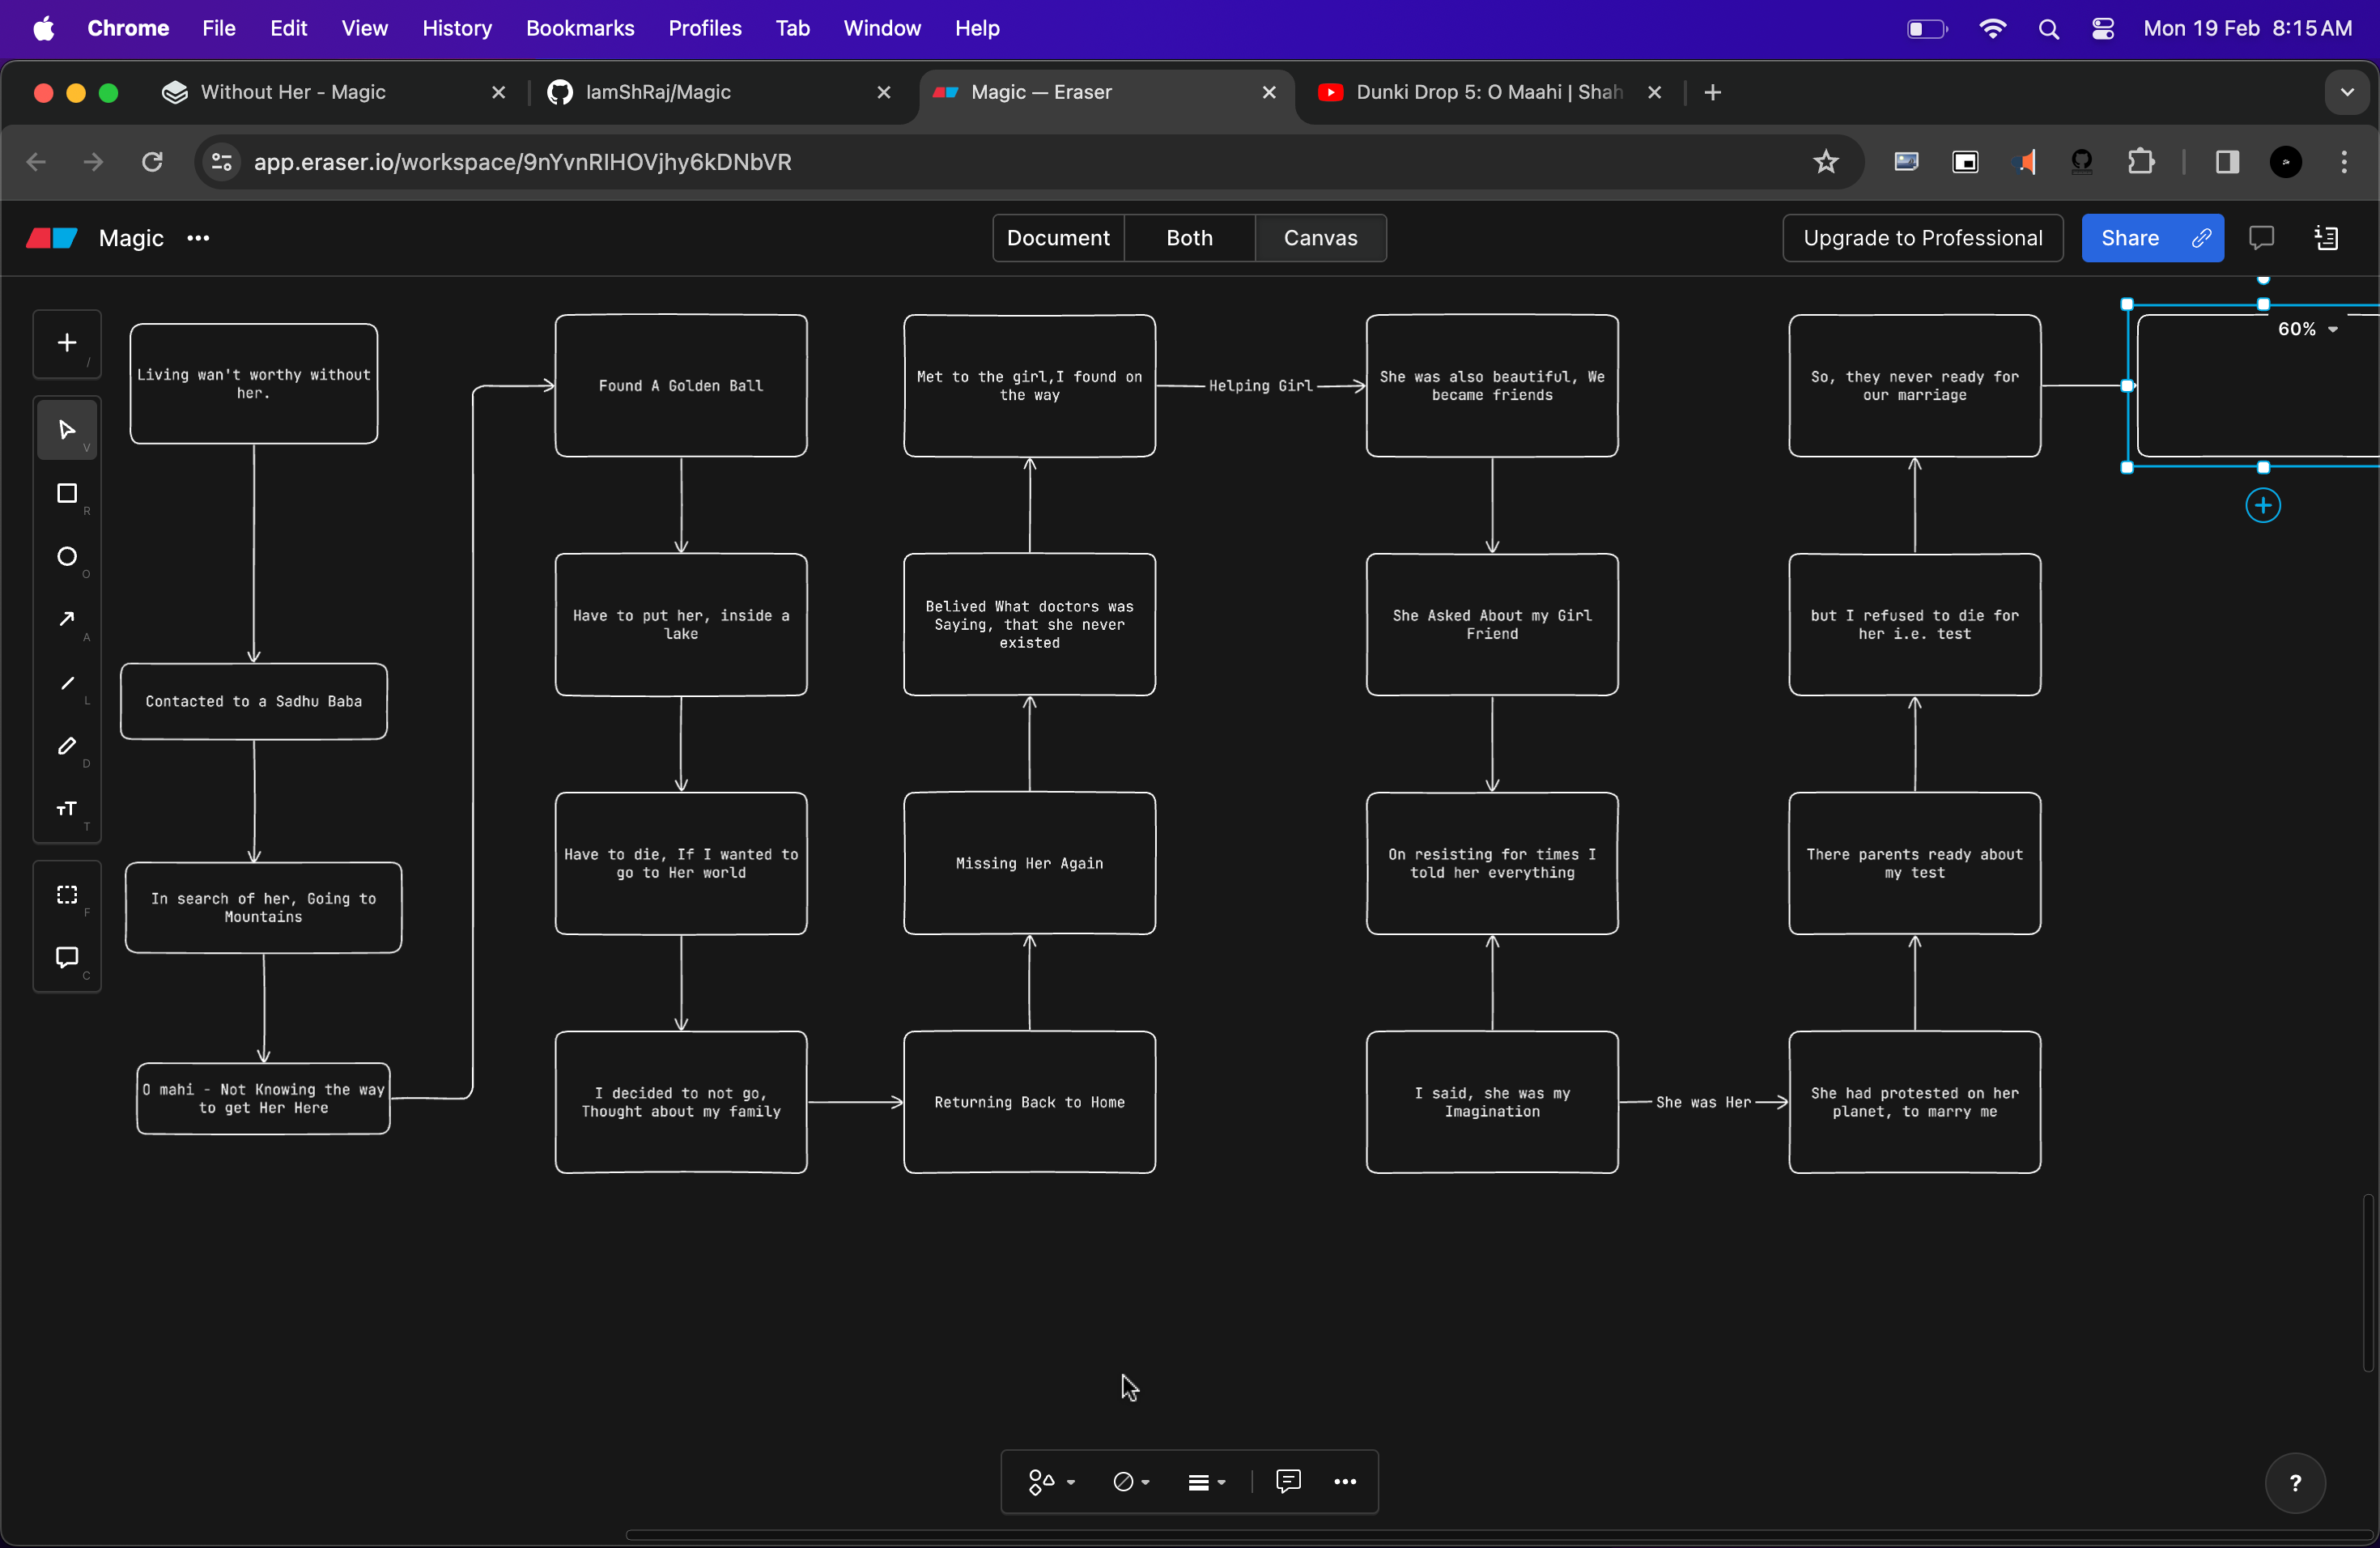 Chrome File Edit View History Bookmarks Profiles Tab Window Help Mon 19 Feb 8:15 AM
Without Her - Magic
IamShRaj/Magic
Magic — Eraser
Dunki Drop 5: O Maahi | Shah
app.eraser.io/workspace/9nYvnRIHOVjhy6kDNbVR
Magic
Document Both Canvas
Upgrade to Professional
Share
60%
/
V
R
O
A
L
D
T
F
C
Living wan't worthy without
her.
Contacted to a Sadhu Baba
In search of her, Going to
Mountains
O mahi - Not Knowing the way
to get Her Here
Found A Golden Ball
Have to put her, inside a
lake
Have to die, If I wanted to
go to Her world
I decided to not go,
Thought about my family
Returning Back to Home
Missing Her Again
Belived What doctors was
Saying, that she never
existed
Met to the girl,I found on
the way
Helping Girl
She was also beautiful, We
became friends
She Asked About my Girl
Friend
On resisting for times I
told her everything
I said, she was my
Imagination
She was Her
She had protested on her
planet, to marry me
There parents ready about
my test
but I refused to die for
her i.e. test
So, they never ready for
our marriage
?